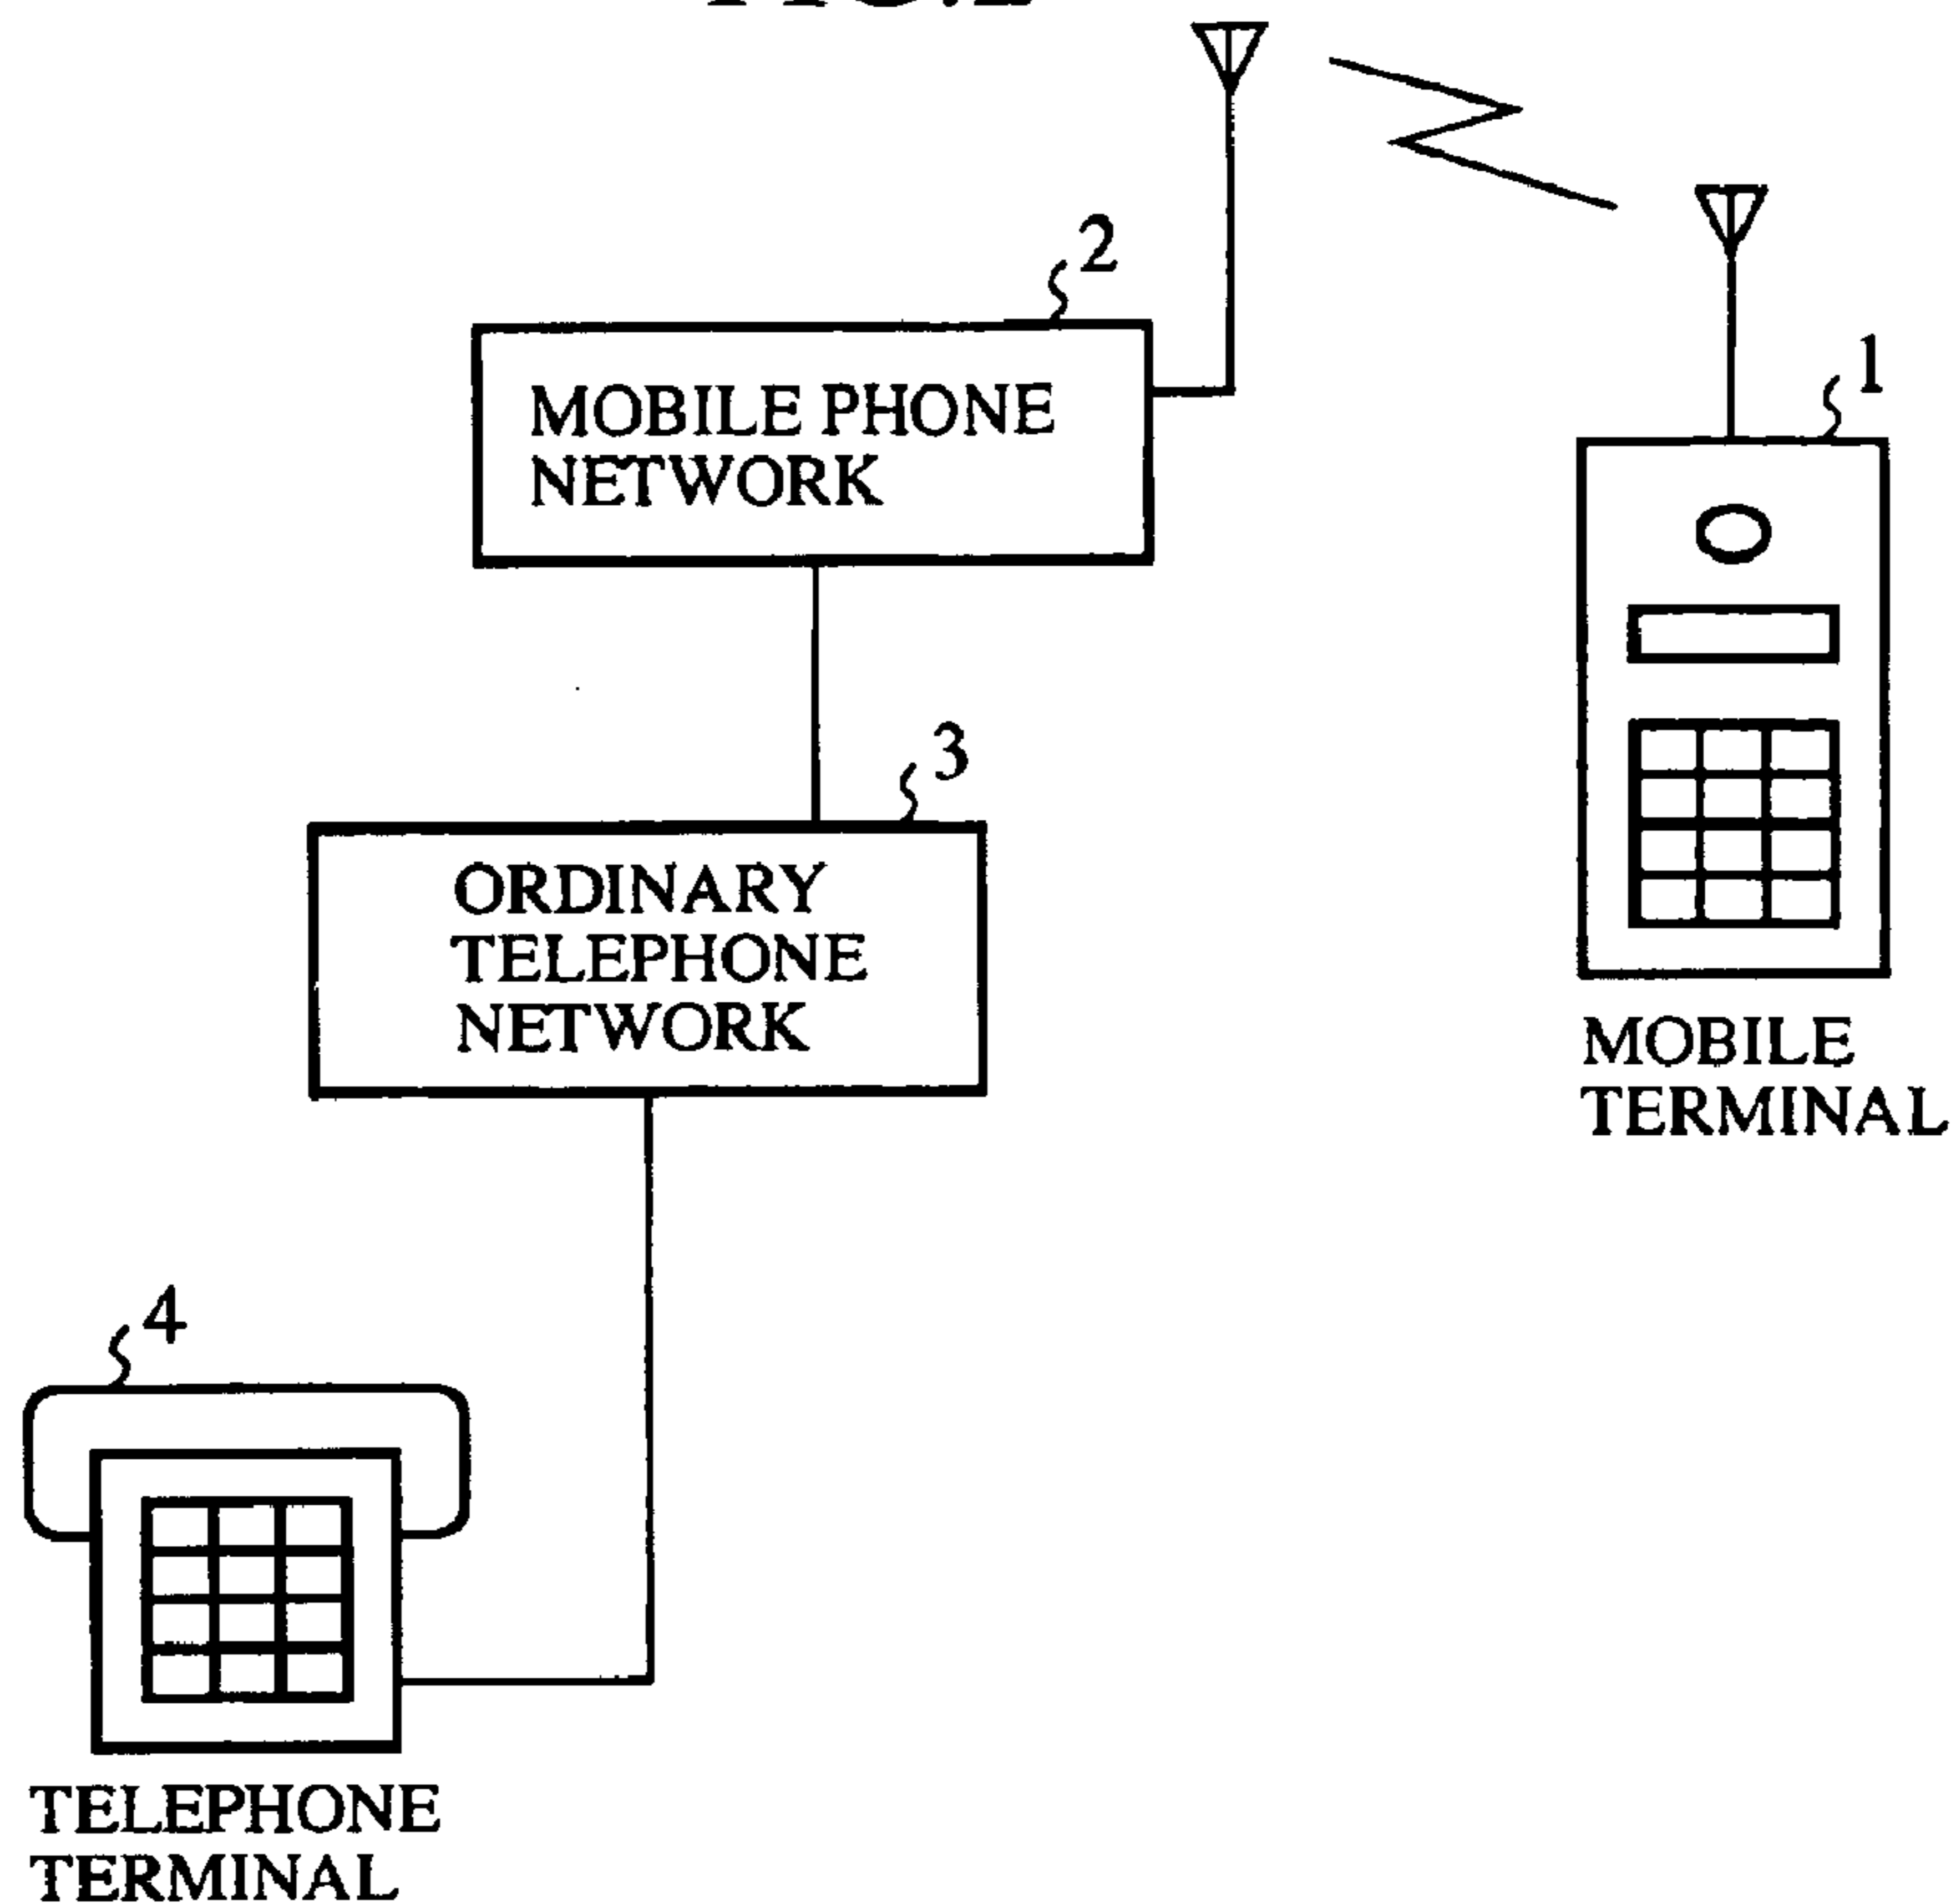 2
1
MOBILE PHONE
NETWORK
3
ORDINARY
TELEPHONE
NETWORK
MOBILE
TERMINAL
4
TELEPHONE
TERMINAL